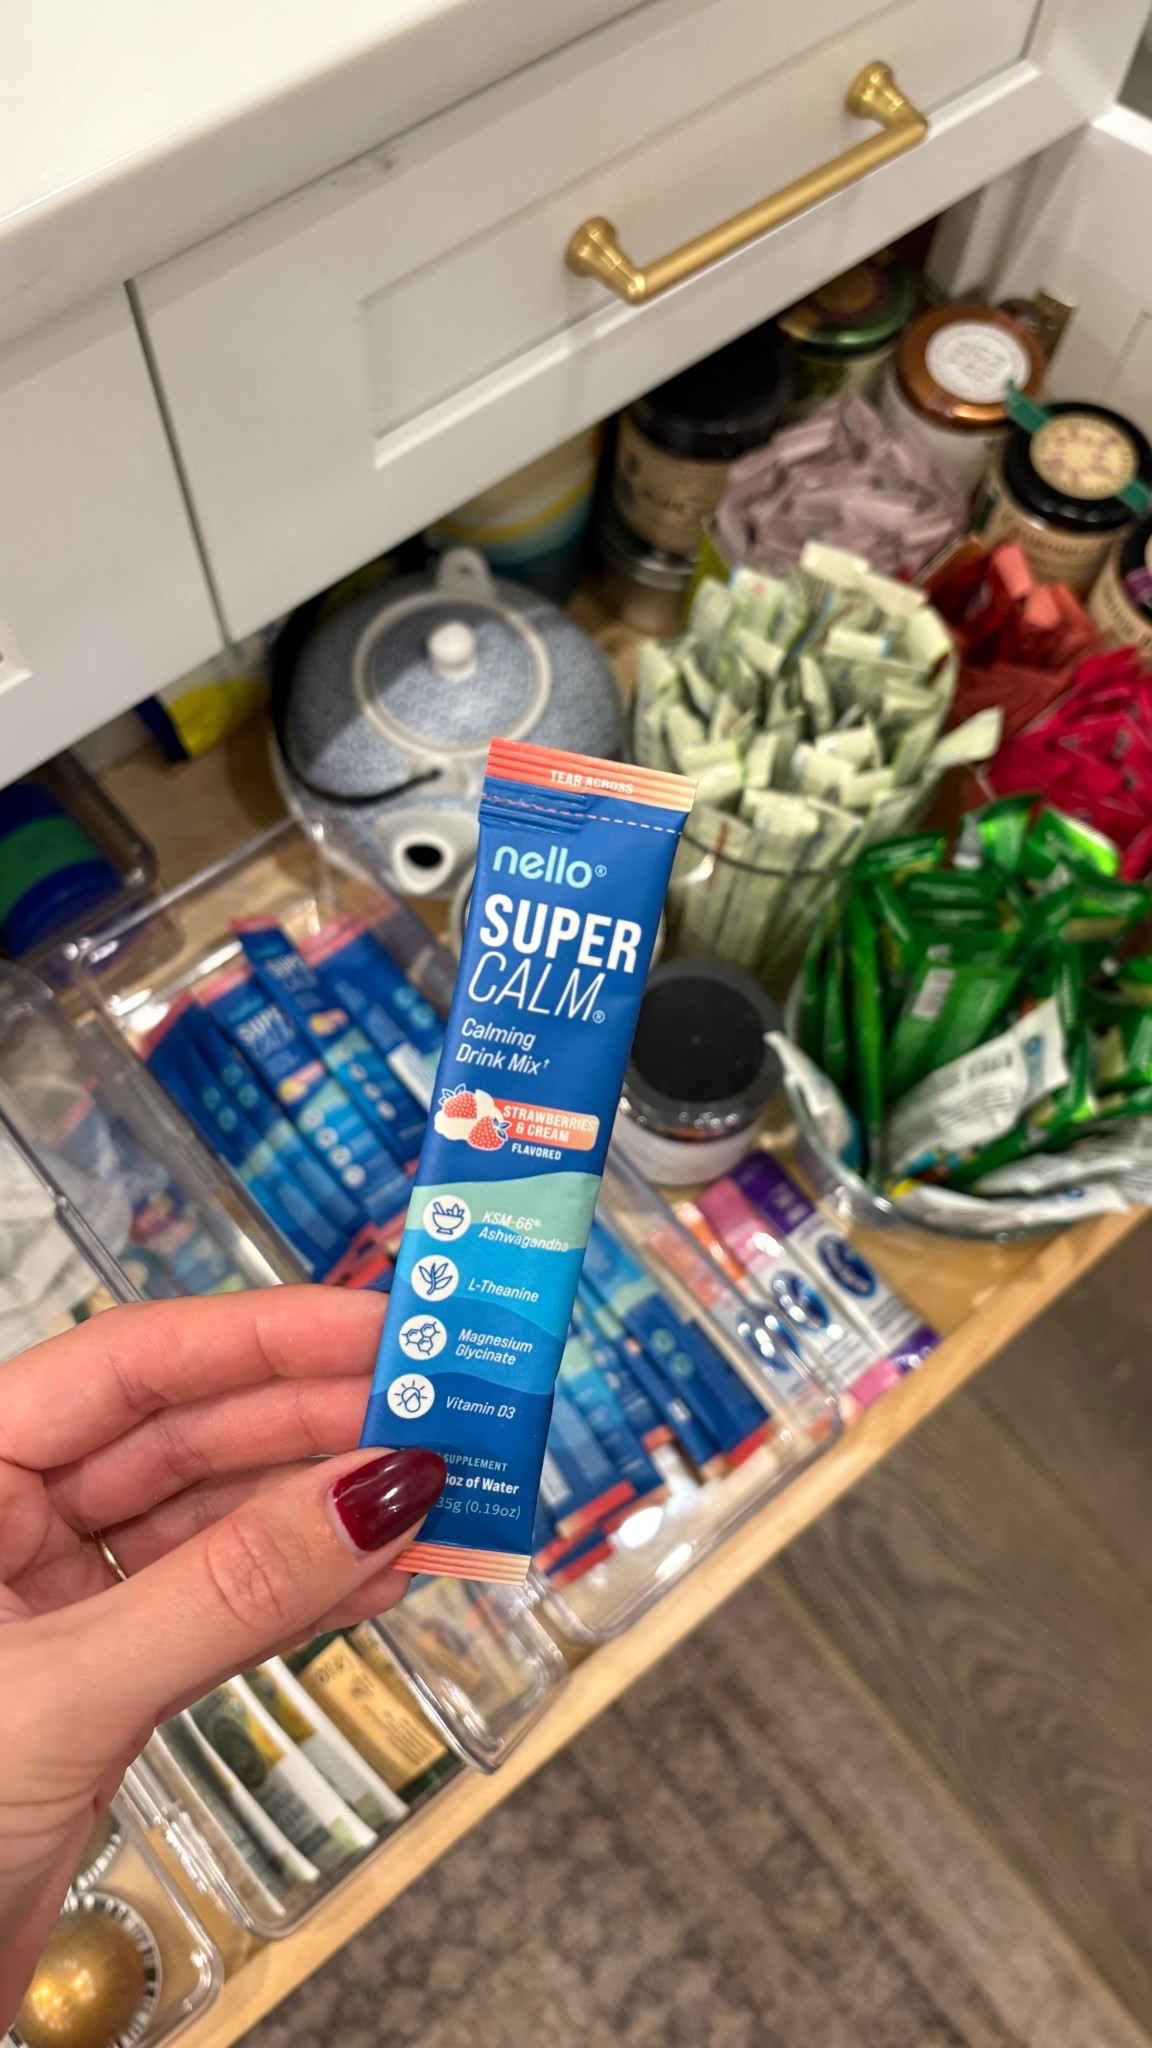 TEAR ACROSS
nello®
SUPER
CALM®
Calming
Drink Mix†
STRAWBERRIES
& CREAM
FLAVORED
KSM-66®
Ashwagandha
L-Theanine
Magnesium
Glycinate
Vitamin D3
SUPPLEMENT
oz of Water
35g (0.19oz)